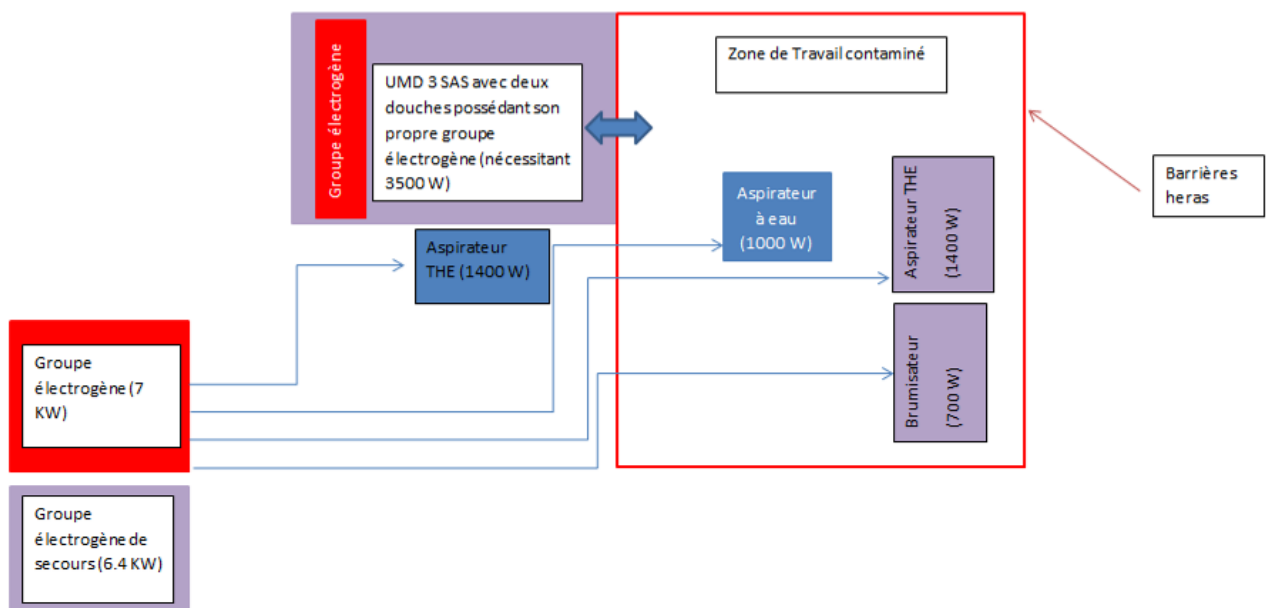 Groupe électrogène
UMD 3 SAS avec deux
douches possédant son
propre groupe
électrogène (nécessitant
3500 W)
Zone de Travail contaminé
Barrières
heras
Aspirateur
à eau
(1000 W)
Aspirateur THE
(1400 W)
Aspirateur
THE (1400 W)
Brumisateur
(700 W)
Groupe
électrogène (7
KW)
Groupe
électrogène de
secours (6.4 KW)